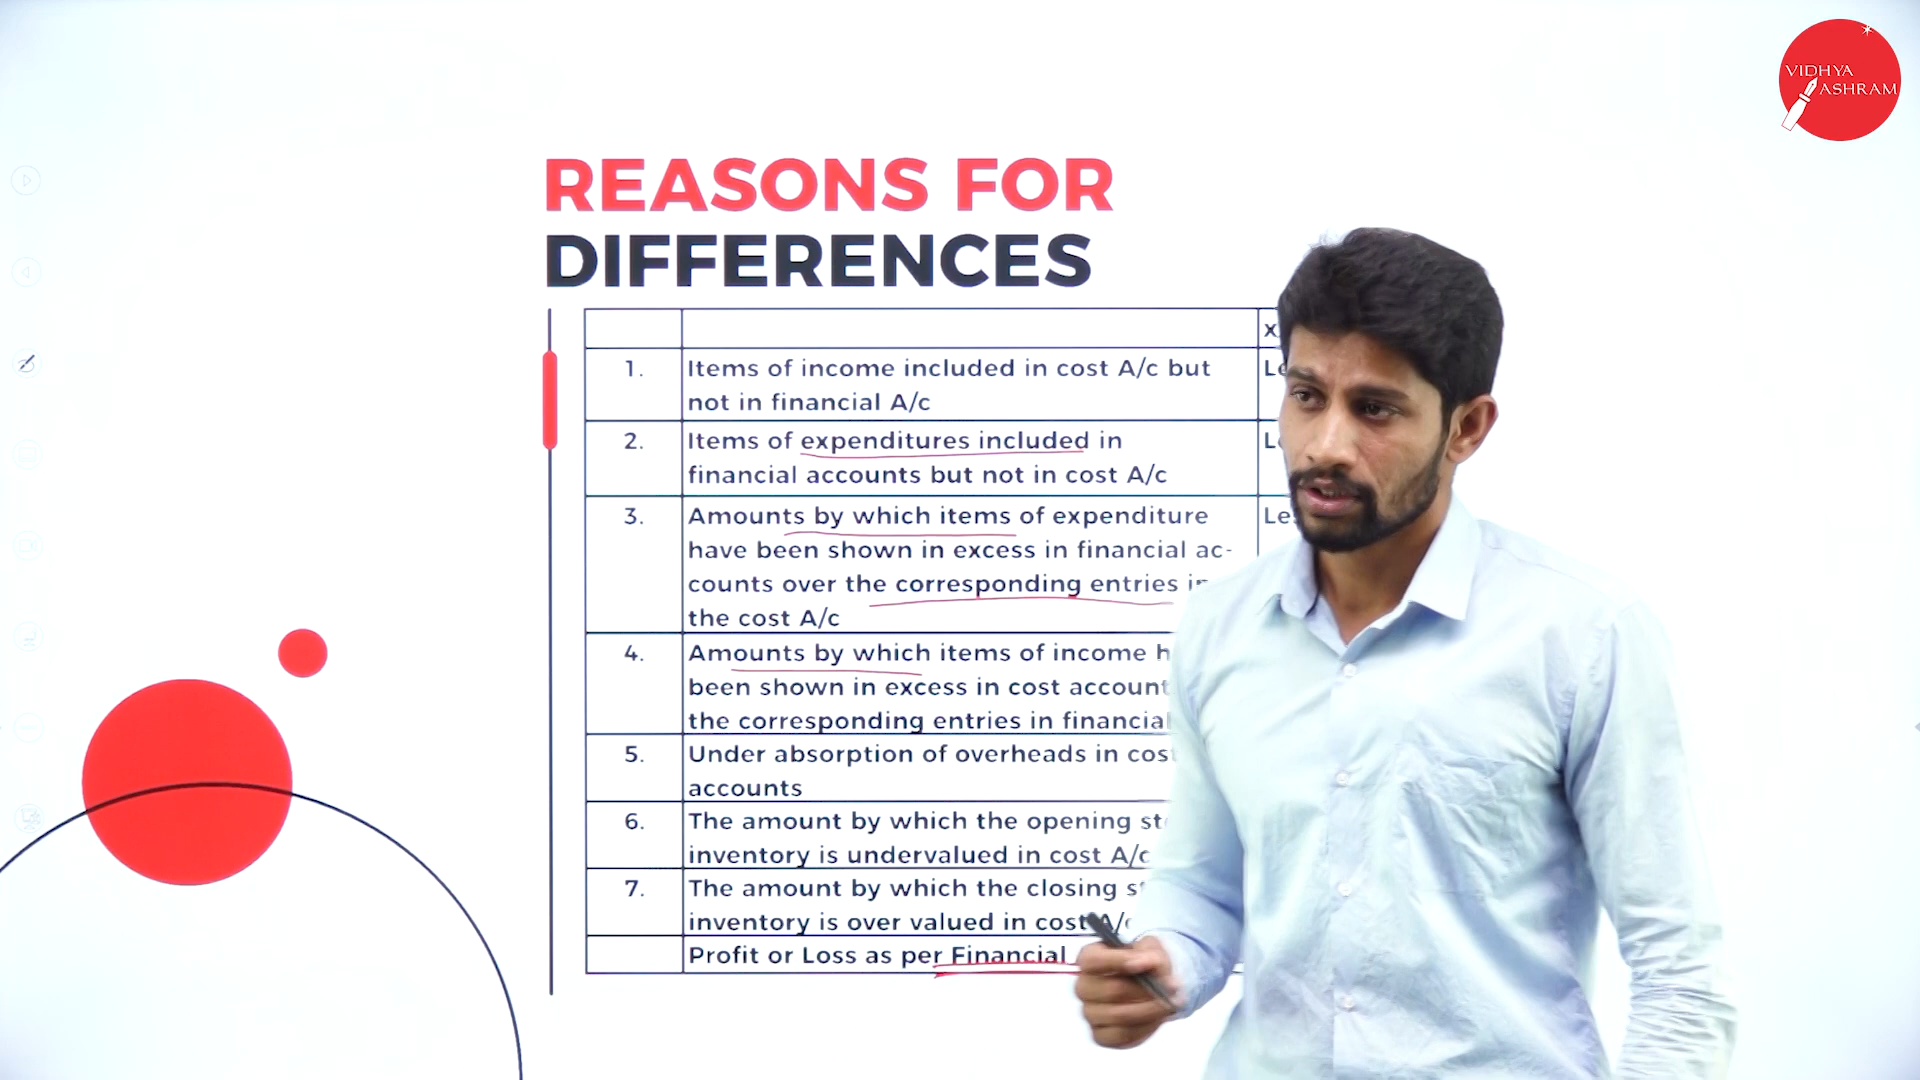 VIDHYA
ASHRAM
REASONS FOR
DIFFERENCES
1. Items of income included in cost A/c but
not in financial A/c
2. Items of expenditures included in
financial accounts but not in cost A/c
3. Amounts by which items of expenditure
have been shown in excess in financial ac-
counts over the corresponding entries in
the cost A/c
4. Amounts by which items of income
been shown in excess in cost account
the corresponding entries in financial
5. Under absorption of overheads in cost
accounts
6. The amount by which the opening
inventory is undervalued in cost A/c
7. The amount by which the closing
inventory is over valued in cost A/c
Profit or Loss as per Financial